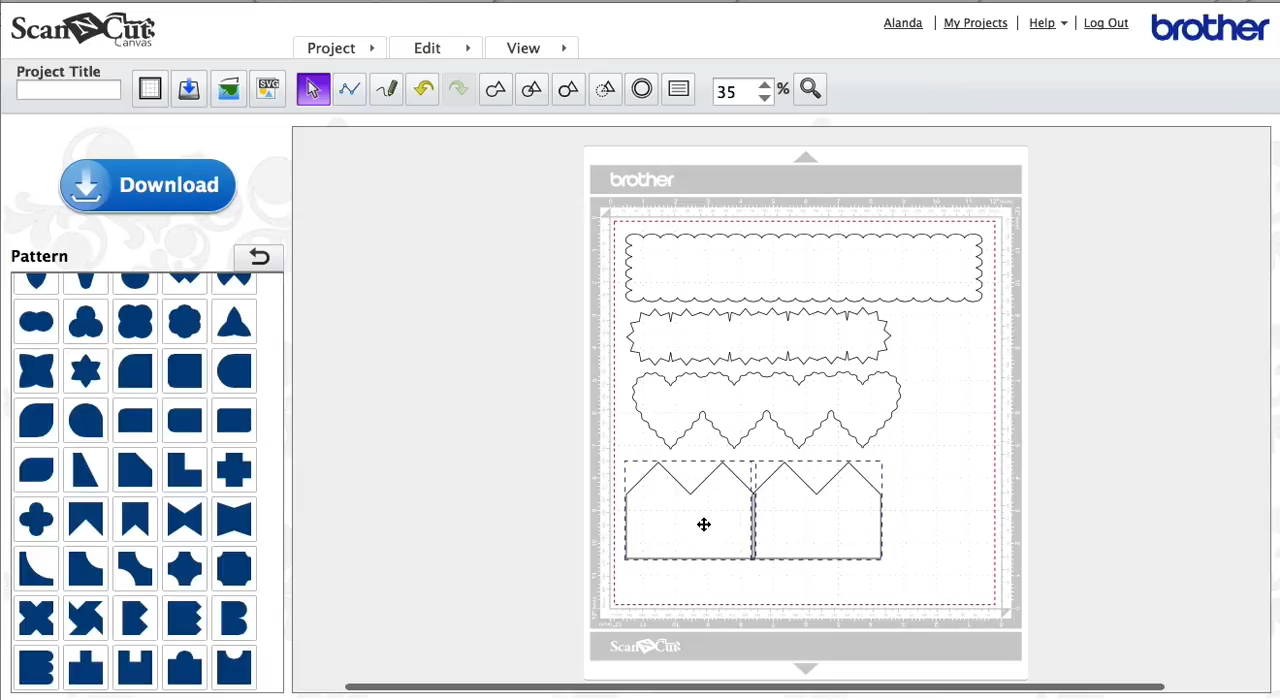 ScanNCut
Canvas
Alanda | My Projects | Help | Log Out
brother
Project Edit View
Project Title
SVG
35 %
Download
brother
Pattern
ScanNCut